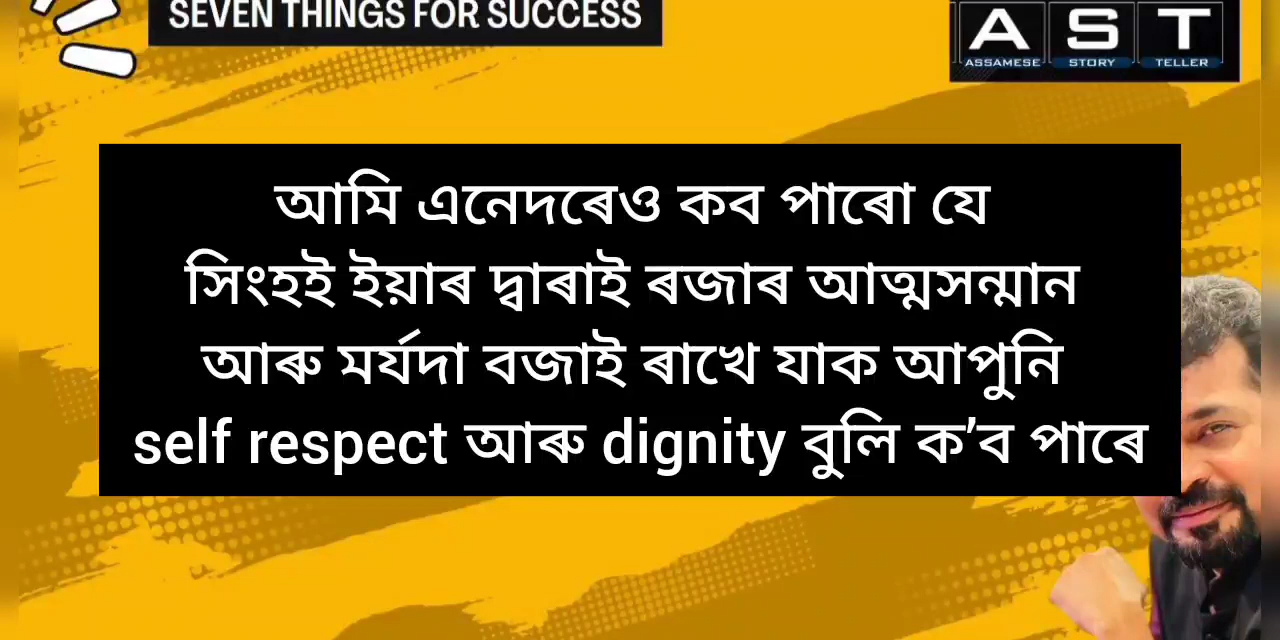 SEVEN THINGS FOR SUCCESS
A S T
ASSAMESE STORY TELLER
আমি এনেদৰেও কব পাৰো যে
সিংহই ইয়াৰ দ্বাৰাই ৰজাৰ আত্মসন্মান
আৰু মৰ্যদা বজাই ৰাখে যাক আপুনি
self respect আৰু dignity বুলি ক’ব পাৰে